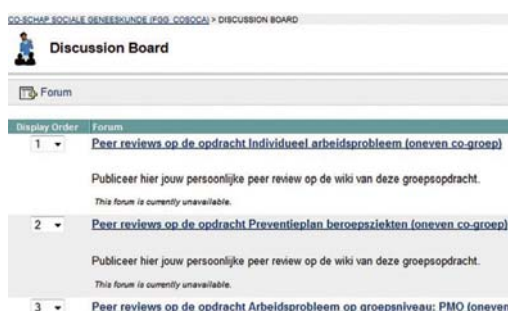 CO-SCHAP SOCIALE GENEESKUNDE (FGG_COSOCA) > DISCUSSION BOARD
Discussion Board
Forum
Display Order Forum
1 Peer reviews op de opdracht Individueel arbeidsprobleem (oneven co-groep)
Publiceer hier jouw persoonlijke peer review op de wiki van deze groepsopdracht.
This forum is currently unavailable.
2 Peer reviews op de opdracht Preventieplan beroepsziekten (oneven co-groep)
Publiceer hier jouw persoonlijke peer review op de wiki van deze groepsopdracht.
This forum is currently unavailable.
3 Peer reviews op de opdracht Arbeidsprobleem op groepsniveau: PMO (oneven